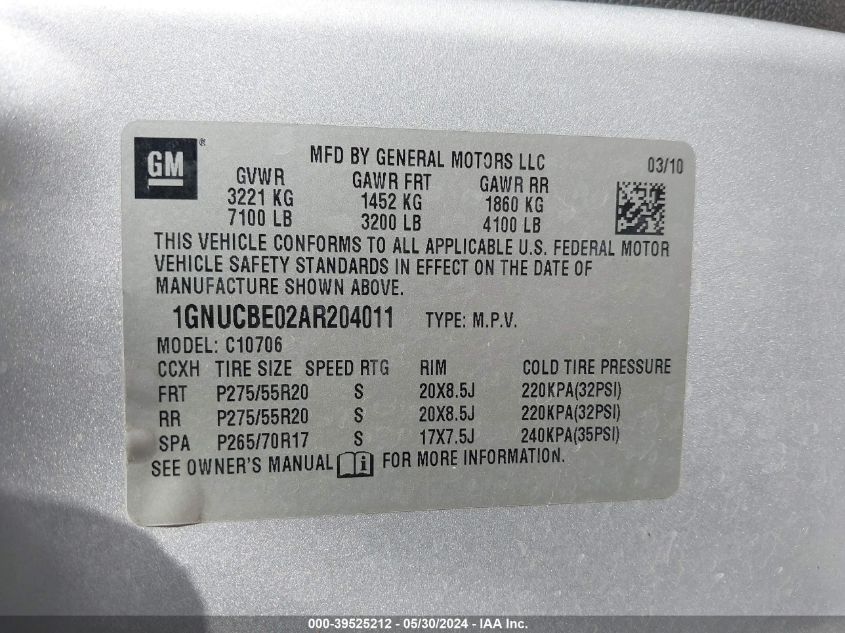 GM®
MFD BY GENERAL MOTORS LLC 03/10
GVWR GAWR FRT GAWR RR
3221 KG 1452 KG 1860 KG
7100 LB 3200 LB 4100 LB
THIS VEHICLE CONFORMS TO ALL APPLICABLE U.S. FEDERAL MOTOR
VEHICLE SAFETY STANDARDS IN EFFECT ON THE DATE OF
MANUFACTURE SHOWN ABOVE.
1GNUCBE02AR204011 TYPE: M.P.V.
MODEL: C10706
CCXH TIRE SIZE SPEED RTG RIM COLD TIRE PRESSURE
FRT P275/55R20 S 20X8.5J 220KPA(32PSI)
RR P275/55R20 S 20X8.5J 220KPA(32PSI)
SPA P265/70R17 S 17X7.5J 240KPA(35PSI)
SEE OWNER'S MANUAL i FOR MORE INFORMATION.
000-39525212 - 05/30/2024 - IAA Inc.